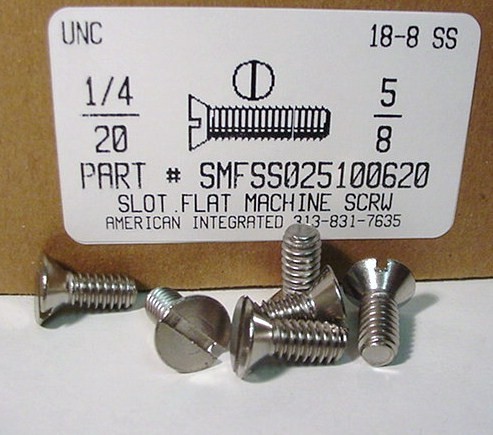 UNC 18-8 SS
1/4 5
20 8
PART # SMFSS025100620
SLOT FLAT MACHINE SCRW
AMERICAN INTEGRATED 313-831-7635